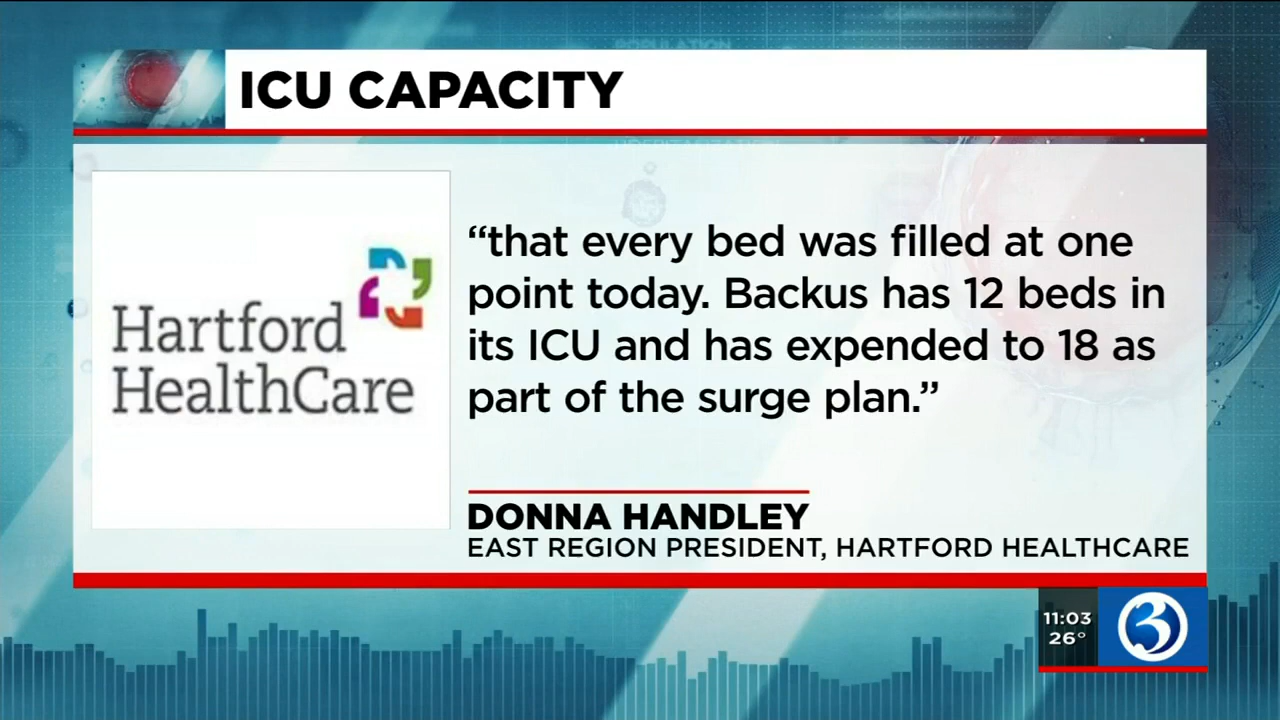 ICU CAPACITY
Hartford
HealthCare
“that every bed was filled at one
point today. Backus has 12 beds in
its ICU and has expended to 18 as
part of the surge plan.”
DONNA HANDLEY
EAST REGION PRESIDENT, HARTFORD HEALTHCARE
11:03
26°
3